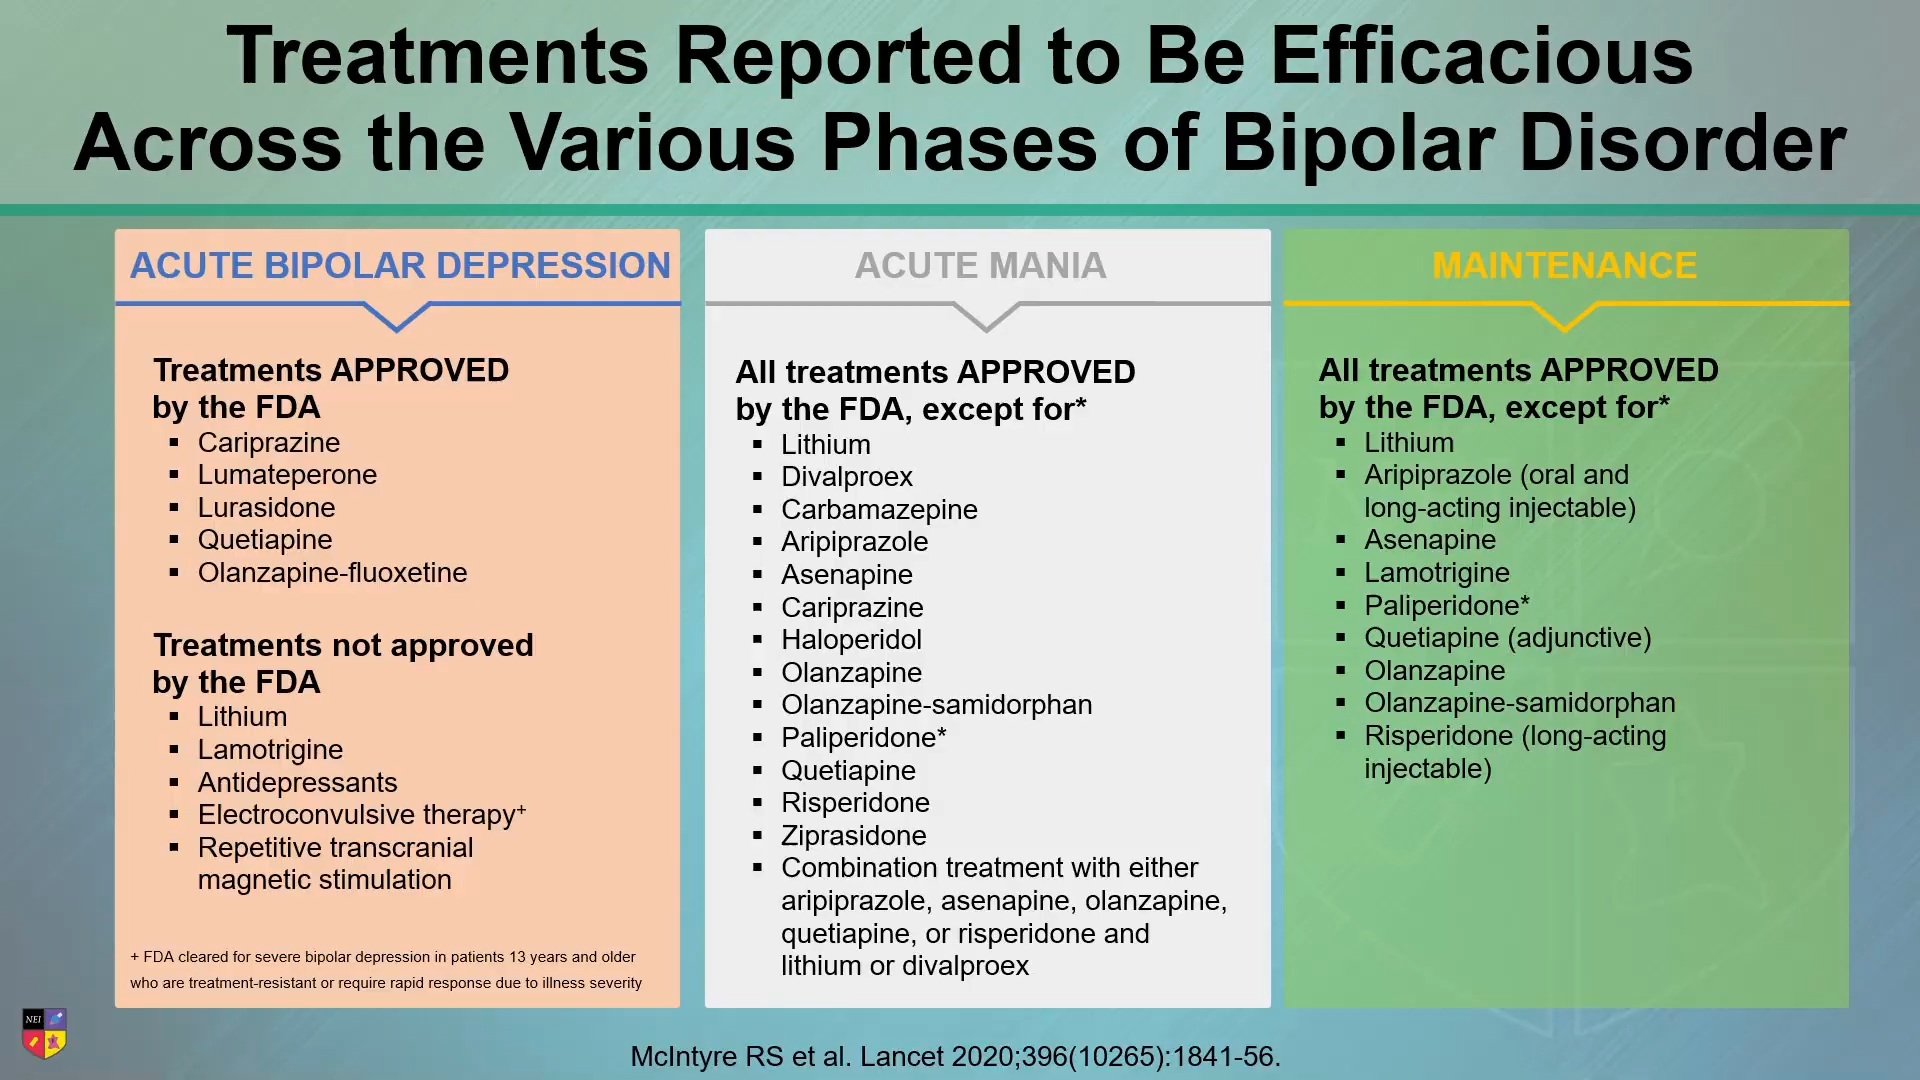 Treatments Reported to Be Efficacious
Across the Various Phases of Bipolar Disorder
ACUTE BIPOLAR DEPRESSION
Treatments APPROVED
by the FDA
▪ Cariprazine
▪ Lumateperone
▪ Lurasidone
▪ Quetiapine
▪ Olanzapine-fluoxetine
Treatments not approved
by the FDA
▪ Lithium
▪ Lamotrigine
▪ Antidepressants
▪ Electroconvulsive therapy⁺
▪ Repetitive transcranial
magnetic stimulation
+ FDA cleared for severe bipolar depression in patients 13 years and older
who are treatment-resistant or require rapid response due to illness severity
ACUTE MANIA
All treatments APPROVED
by the FDA, except for*
▪ Lithium
▪ Divalproex
▪ Carbamazepine
▪ Aripiprazole
▪ Asenapine
▪ Cariprazine
▪ Haloperidol
▪ Olanzapine
▪ Olanzapine-samidorphan
▪ Paliperidone*
▪ Quetiapine
▪ Risperidone
▪ Ziprasidone
▪ Combination treatment with either
aripiprazole, asenapine, olanzapine,
quetiapine, or risperidone and
lithium or divalproex
MAINTENANCE
All treatments APPROVED
by the FDA, except for*
▪ Lithium
▪ Aripiprazole (oral and
long-acting injectable)
▪ Asenapine
▪ Lamotrigine
▪ Paliperidone*
▪ Quetiapine (adjunctive)
▪ Olanzapine
▪ Olanzapine-samidorphan
▪ Risperidone (long-acting
injectable)
NEI
McIntyre RS et al. Lancet 2020;396(10265):1841-56.